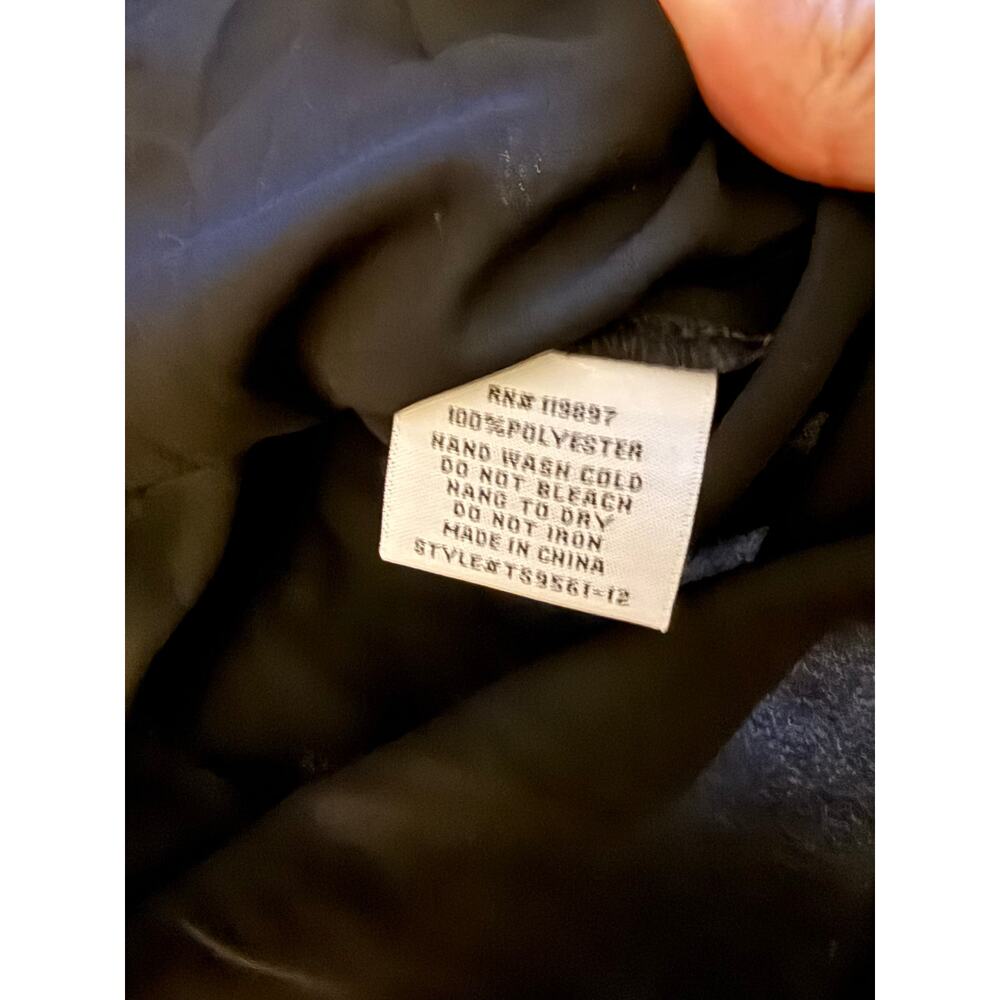 RN# 119897
100%POLYESTER
HAND WASH COLD
DO NOT BLEACH
HANG TO DRY
DO NOT IRON
MADE IN CHINA
STYLE#TS9561-12